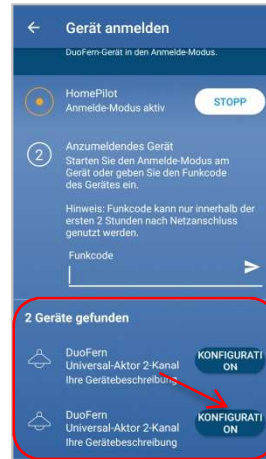 Gerät anmelden
DuoFern-Gerät in den Anmelde-Modus.
HomePilot
Anmelde-Modus aktiv
STOPP
2
Anzumeldendes Gerät
Starten Sie den Anmelde-Modus am
Gerät oder geben Sie den Funkcode
des Gerätes ein.
Hinweis: Funkcode kann nur innerhalb der
ersten 2 Stunden nach Netzanschluss
genutzt werden.
Funkcode
2 Geräte gefunden
DuoFern
Universal-Aktor 2-Kanal
Ihre Gerätebeschreibung
KONFIGURATI
ON
DuoFern
Universal-Aktor 2-Kanal
Ihre Gerätebeschreibung
KONFIGURATI
ON